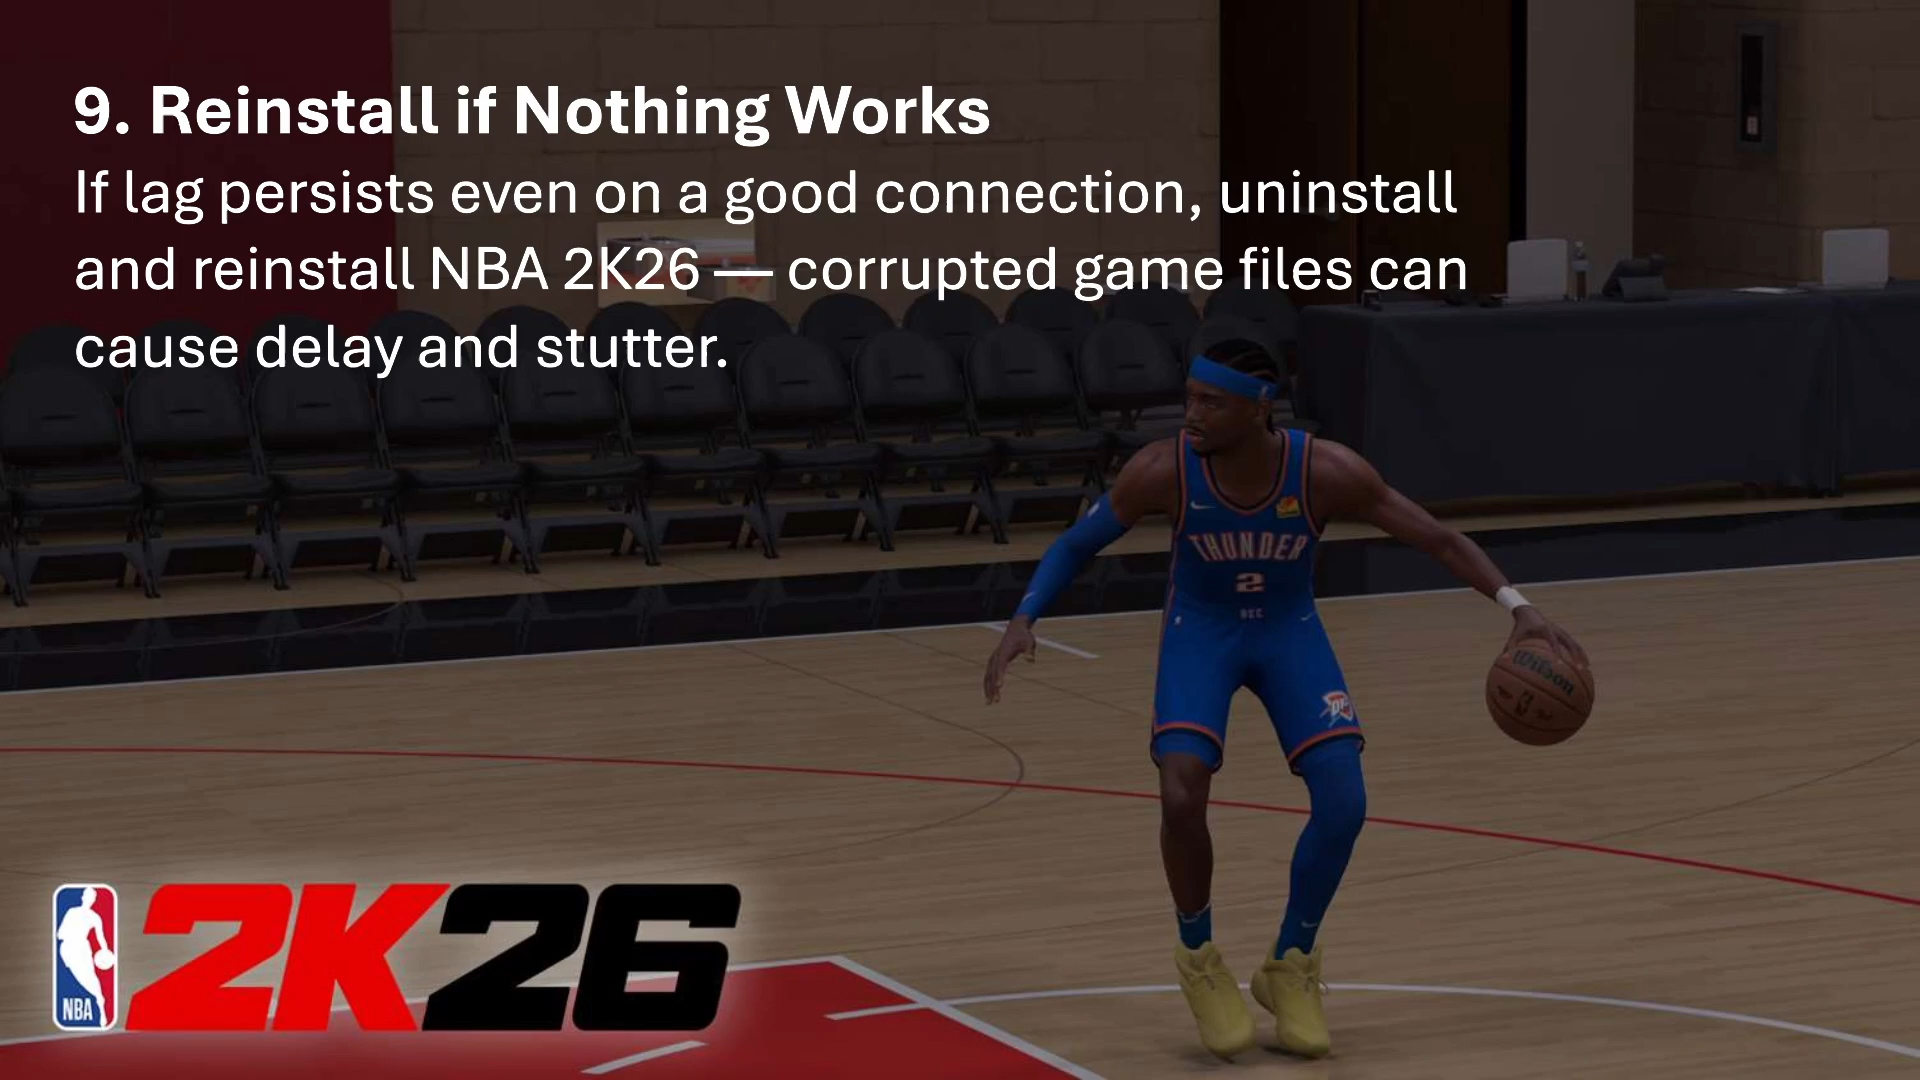 9. Reinstall if Nothing Works
If lag persists even on a good connection, uninstall
and reinstall NBA 2K26 — corrupted game files can
cause delay and stutter.
THUNDER
2
Wilson
NBA
2K26